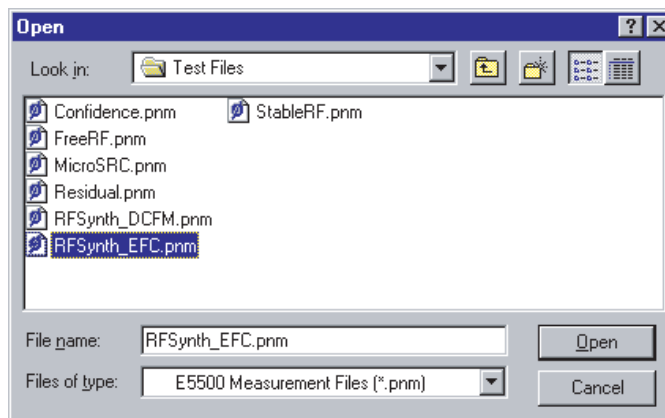 Open
Look in: Test Files
Confidence.pnm StableRF.pnm
FreeRF.pnm
MicroSRC.pnm
Residual.pnm
RFSynth_DCFM.pnm
RFSynth_EFC.pnm
File name: RFSynth_EFC.pnm Open
Files of type: E5500 Measurement Files (*.pnm) Cancel